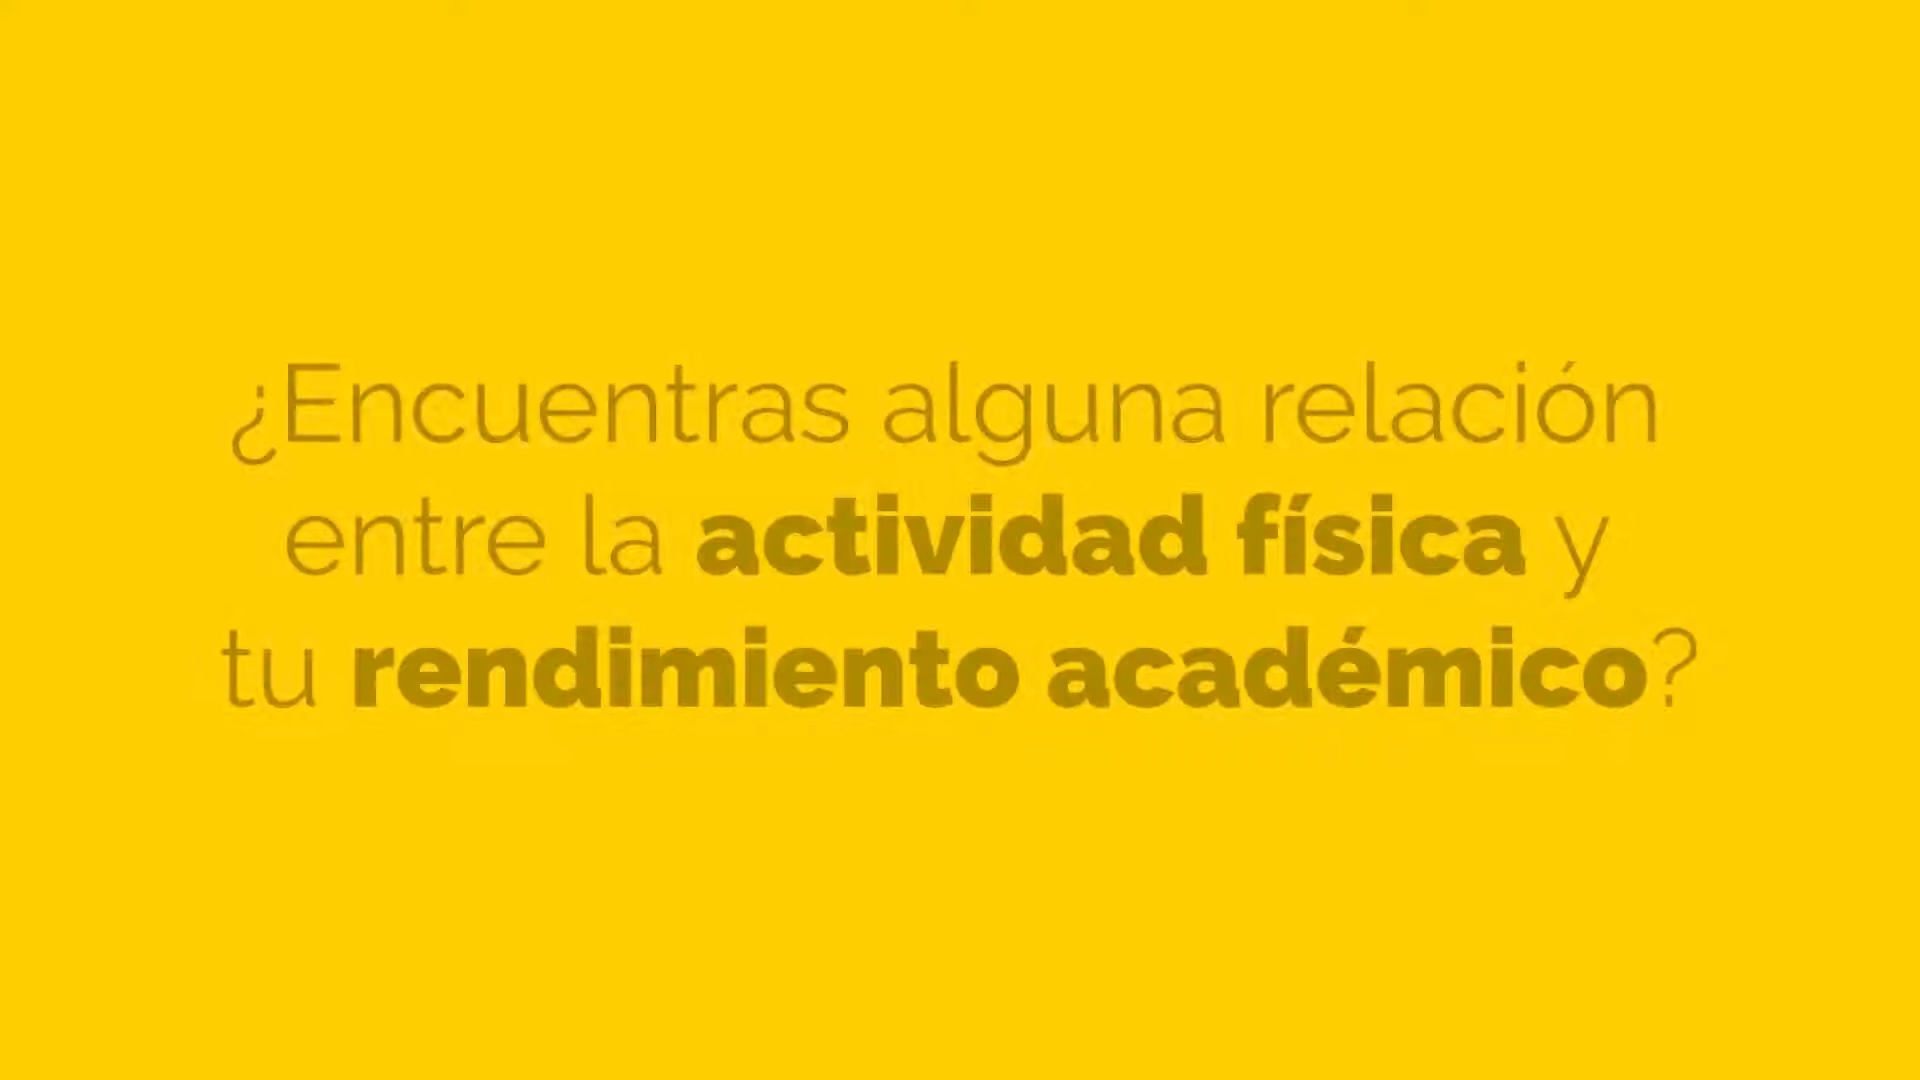 ¿Encuentras alguna relación
entre la actividad física y
tu rendimiento académico?